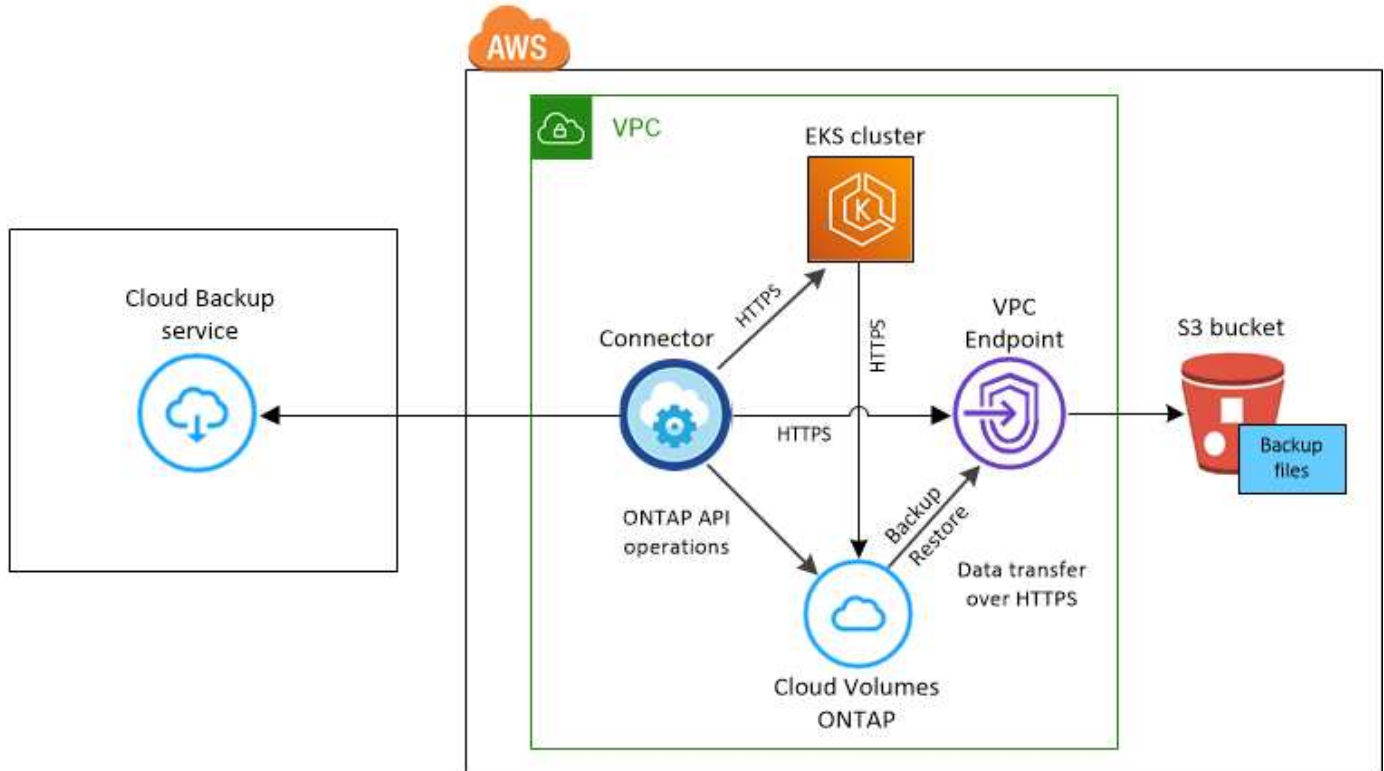 AWS
VPC
EKS cluster
K
HTTPS
HTTPS
Cloud Backup
service
Connector
VPC
Endpoint
S3 bucket
HTTPS
Backup
files
ONTAP API
operations
Backup
Restore
Data transfer
over HTTPS
Cloud Volumes
ONTAP